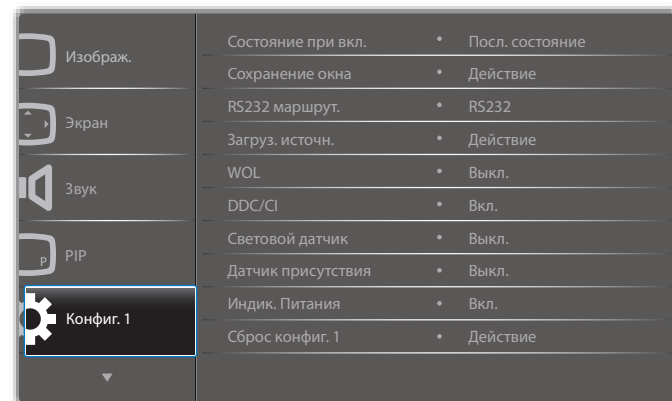 Изображ.
Экран
Звук
PIP
P
Конфиг. 1
Состояние при вкл. • Посл. состояние
Сохранение окна • Действие
RS232 маршрут. • RS232
Загруз. источн. • Действие
WOL • Выкл.
DDC/CI • Вкл.
Световой датчик • Выкл.
Датчик присутствия • Выкл.
Индик. Питания • Вкл.
Сброс конфиг. 1 • Действие